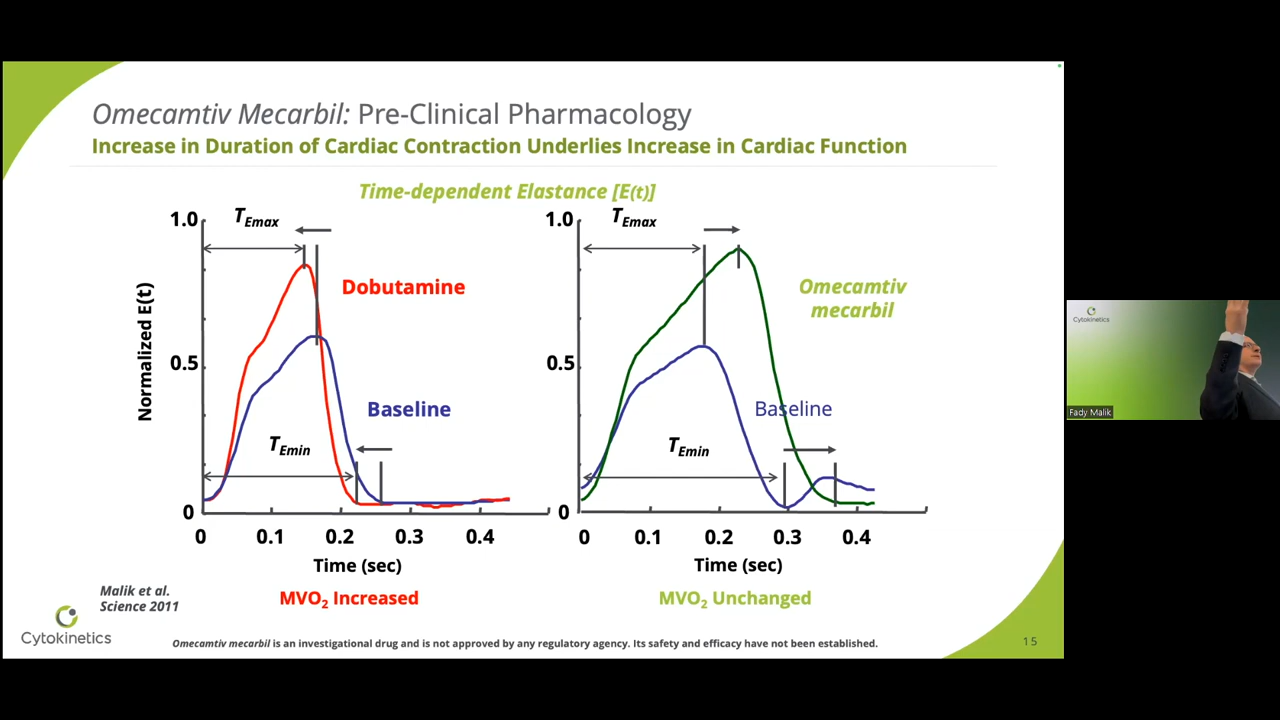 Omecamtiv Mecarbil: Pre-Clinical Pharmacology
Increase in Duration of Cardiac Contraction Underlies Increase in Cardiac Function
Time-dependent Elastance [E(t)]
Normalized E(t)
1.0
0.5
0
TEmax
Dobutamine
Baseline
TEmin
0 0.1 0.2 0.3 0.4
Time (sec)
MVO2 Increased
1.0
0.5
0
TEmax
Omecamtiv
mecarbil
Baseline
TEmin
0 0.1 0.2 0.3 0.4
Time (sec)
MVO2 Unchanged
Malik et al.
Science 2011
Cytokinetics
Omecamtiv mecarbil is an investigational drug and is not approved by any regulatory agency. Its safety and efficacy have not been established.
15
Cytokinetics
Fady Malik